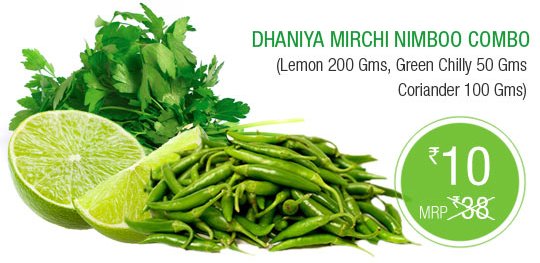 DHANIYA MIRCHI NIMBOO COMBO
(Lemon 200 Gms, Green Chilly 50 Gms
Coriander 100 Gms)
₹10
MRP ₹38